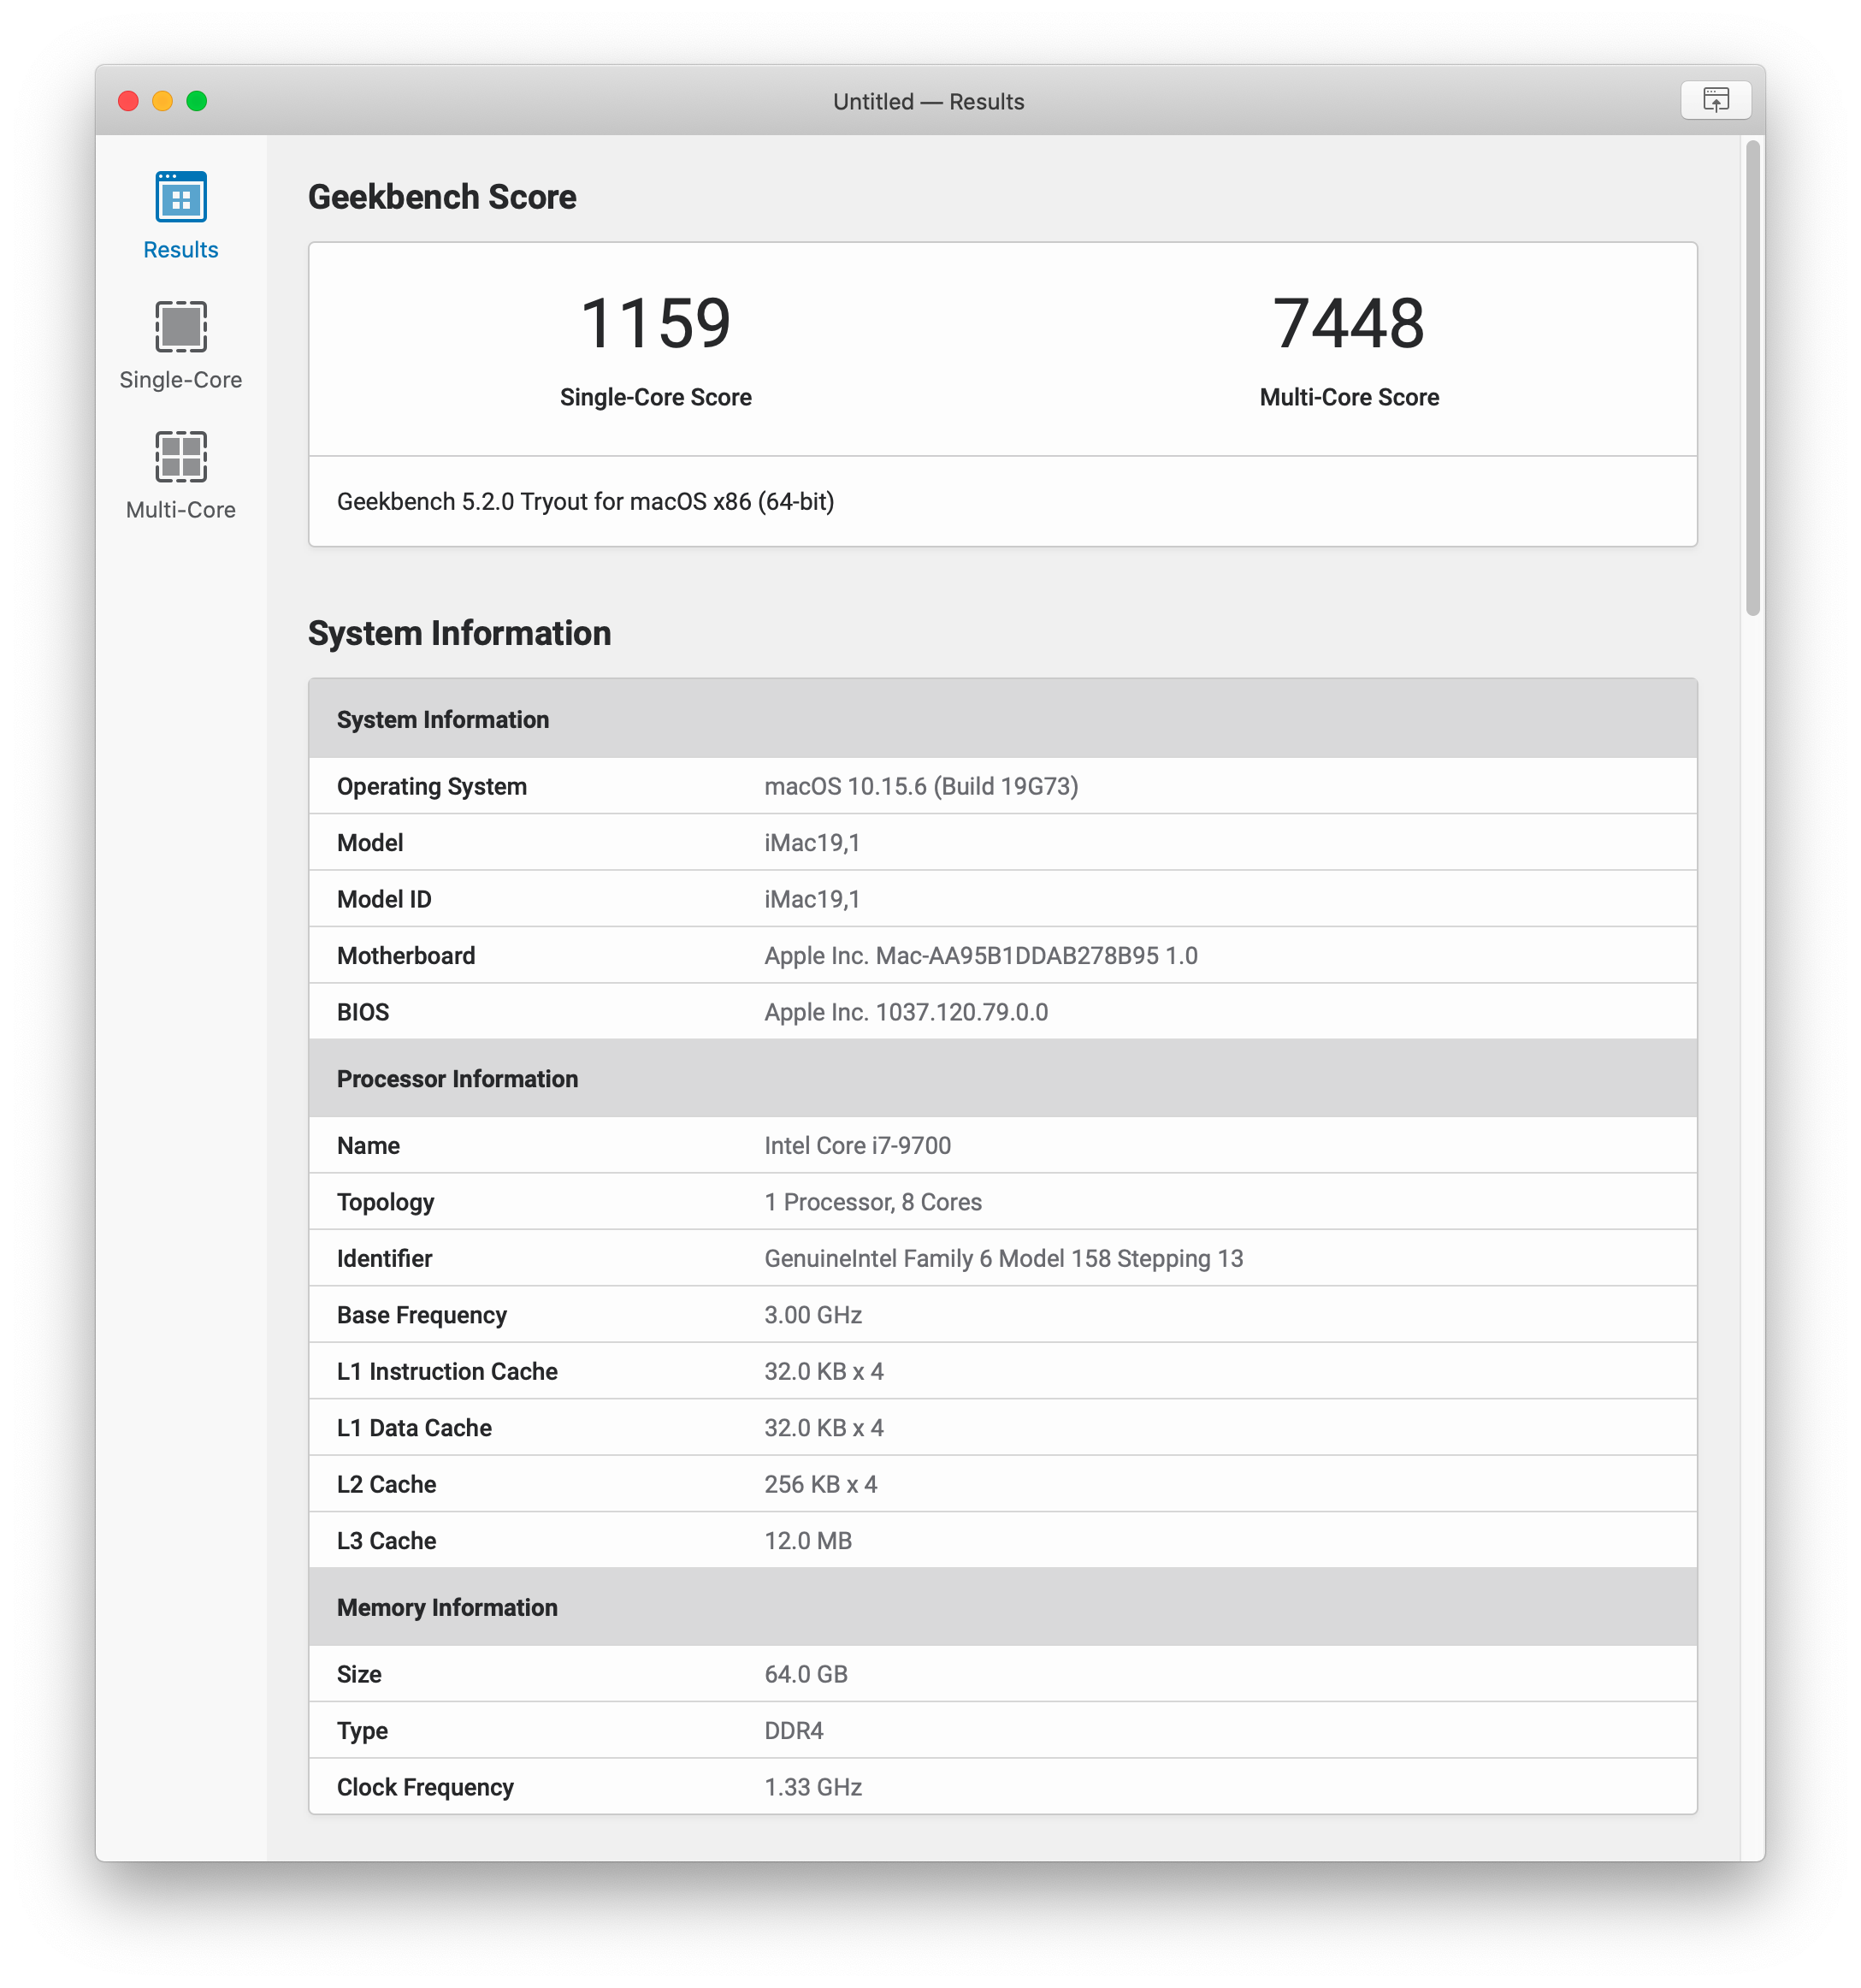 Untitled — Results
Results
Single-Core
Multi-Core
Geekbench Score
1159
Single-Core Score
7448
Multi-Core Score
Geekbench 5.2.0 Tryout for macOS x86 (64-bit)
System Information
System Information
Operating System macOS 10.15.6 (Build 19G73)
Model iMac19,1
Model ID iMac19,1
Motherboard Apple Inc. Mac-AA95B1DDAB278B95 1.0
BIOS Apple Inc. 1037.120.79.0.0
Processor Information
Name Intel Core i7-9700
Topology 1 Processor, 8 Cores
Identifier GenuineIntel Family 6 Model 158 Stepping 13
Base Frequency 3.00 GHz
L1 Instruction Cache 32.0 KB x 4
L1 Data Cache 32.0 KB x 4
L2 Cache 256 KB x 4
L3 Cache 12.0 MB
Memory Information
Size 64.0 GB
Type DDR4
Clock Frequency 1.33 GHz